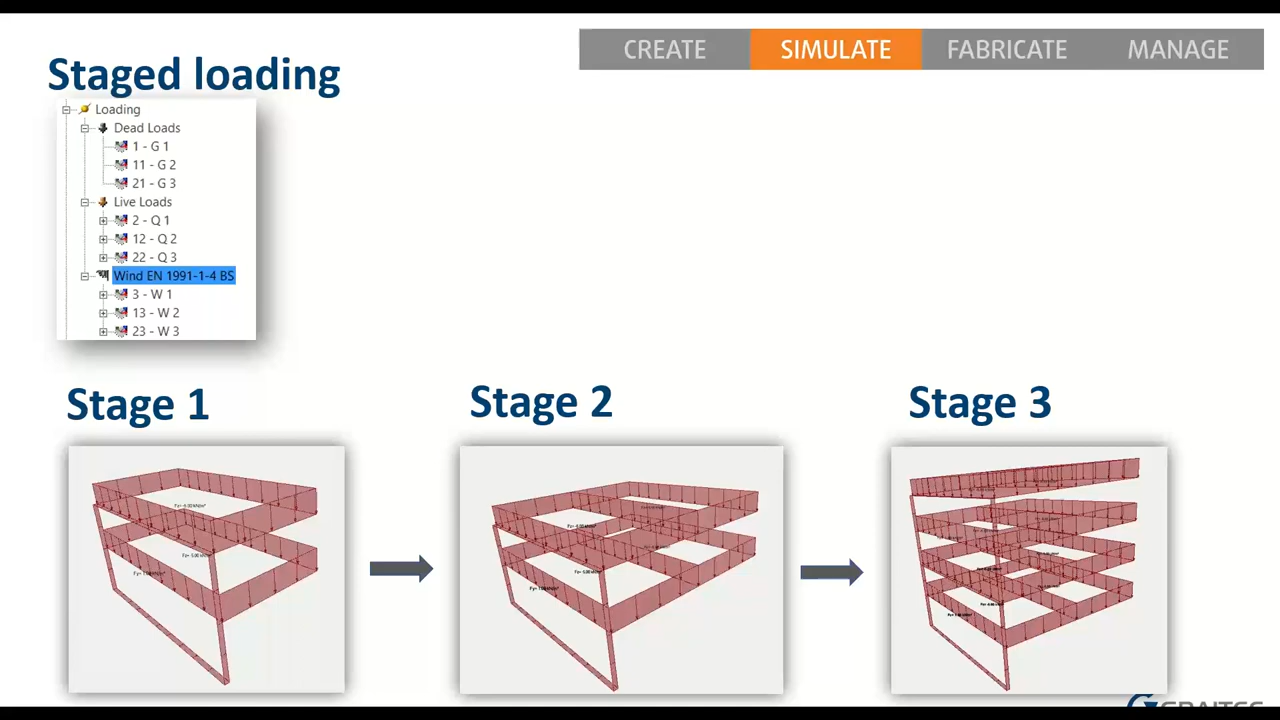 CREATE
SIMULATE
FABRICATE
MANAGE
Staged loading
Loading
Dead Loads
1 - G 1
11 - G 2
21 - G 3
Live Loads
2 - Q 1
12 - Q 2
22 - Q 3
Wind EN 1991-1-4 BS
3 - W 1
13 - W 2
23 - W 3
Stage 1
Stage 2
Stage 3